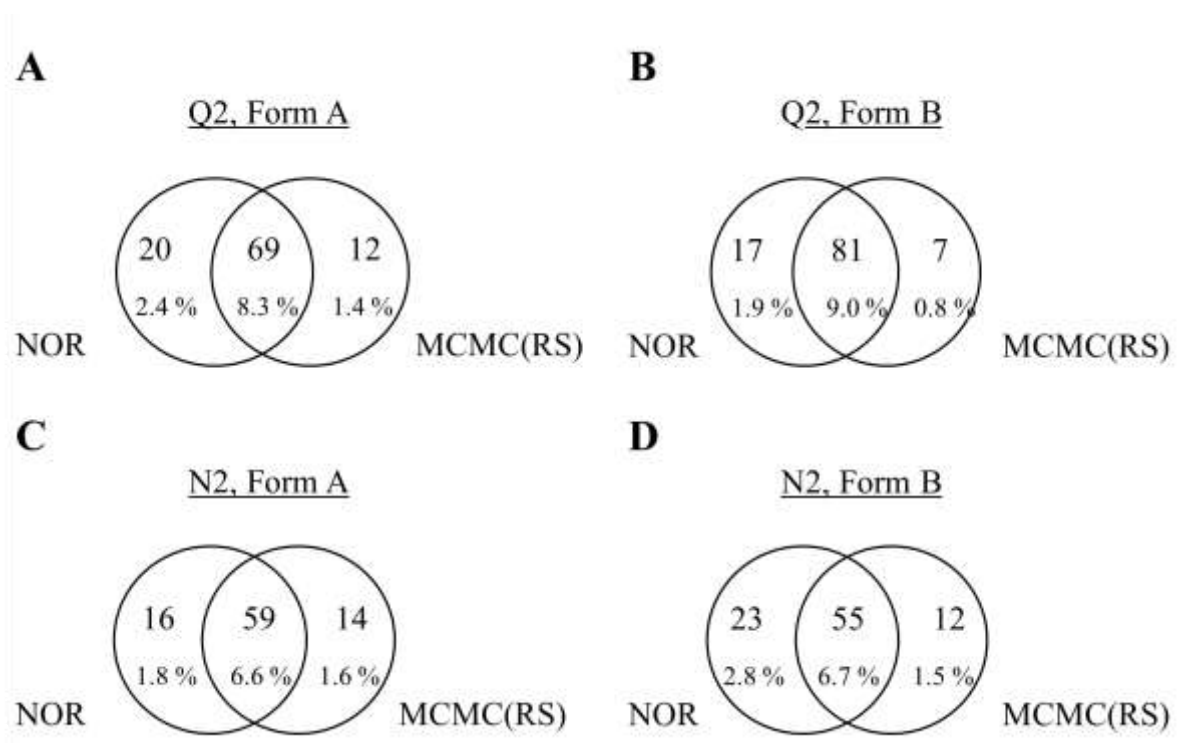 A
Q2, Form A
20 69 12
2.4 % 8.3 % 1.4 %
NOR MCMC(RS)
B
Q2, Form B
17 81 7
1.9 % 9.0 % 0.8 %
NOR MCMC(RS)
C
N2, Form A
16 59 14
1.8 % 6.6 % 1.6 %
NOR MCMC(RS)
D
N2, Form B
23 55 12
2.8 % 6.7 % 1.5 %
NOR MCMC(RS)